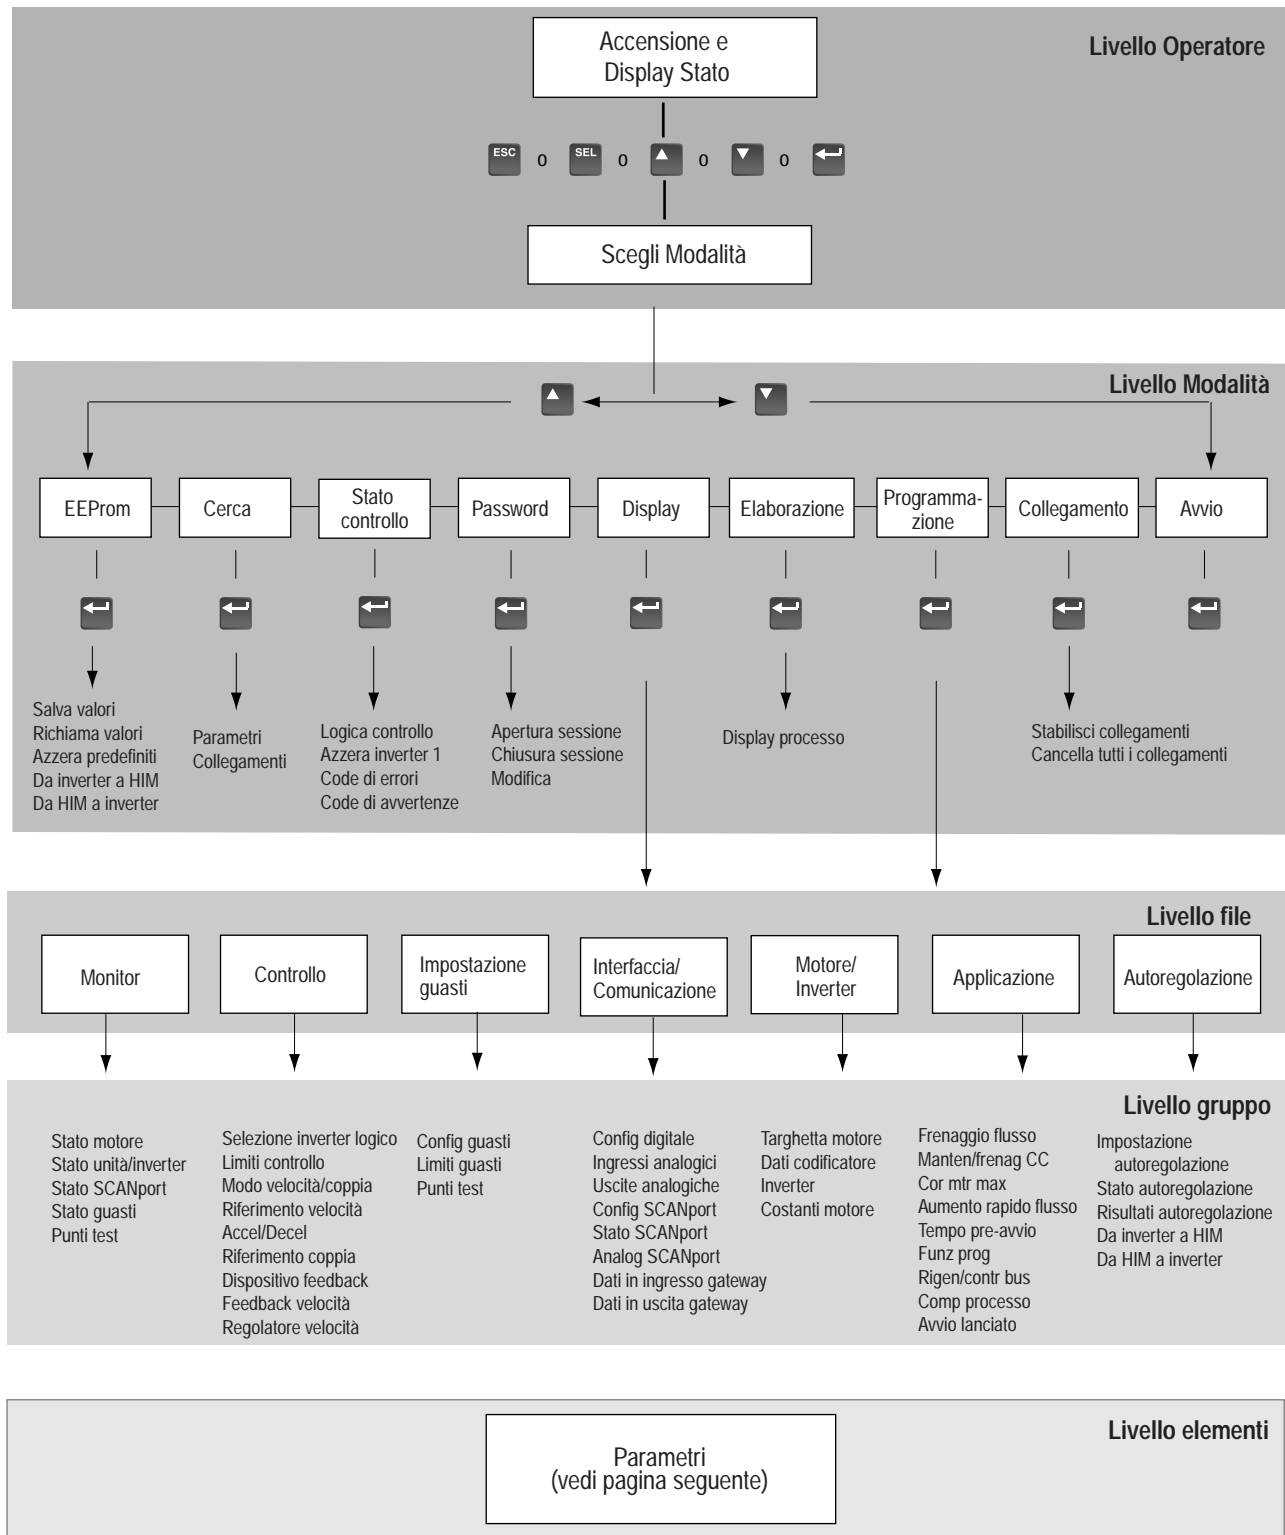 Livello Operatore
Accensione e
Display Stato
ESC o SEL o o o
Scegli Modalità
Livello Modalità
EEProm
Cerca
Stato
controllo
Password
Display
Elaborazione
Programma-
zione
Collegamento
Avvio
Salva valori
Richiama valori
Azzera predefiniti
Da inverter a HIM
Da HIM a inverter
Parametri
Collegamenti
Logica controllo
Azzera inverter 1
Code di errori
Code di avvertenze
Apertura sessione
Chiusura sessione
Modifica
Display processo
Stabilisci collegamenti
Cancella tutti i collegamenti
Livello file
Monitor
Controllo
Impostazione
guasti
Interfaccia/
Comunicazione
Motore/
Inverter
Applicazione
Autoregolazione
Livello gruppo
Stato motore
Stato unità/inverter
Stato SCANport
Stato guasti
Punti test
Selezione inverter logico
Limiti controllo
Modo velocità/coppia
Riferimento velocità
Accel/Decel
Riferimento coppia
Dispositivo feedback
Feedback velocità
Regolatore velocità
Config guasti
Limiti guasti
Punti test
Config digitale
Ingressi analogici
Uscite analogiche
Config SCANport
Stato SCANport
Analog SCANport
Dati in ingresso gateway
Dati in uscita gateway
Targhetta motore
Dati codificatore
Inverter
Costanti motore
Frenaggio flusso
Manten/frenag CC
Cor mtr max
Aumento rapido flusso
Tempo pre-avvio
Funz prog
Rigen/contr bus
Comp processo
Avvio lanciato
Impostazione
autoregolazione
Stato autoregolazione
Risultati autoregolazione
Da inverter a HIM
Da HIM a inverter
Livello elementi
Parametri
(vedi pagina seguente)